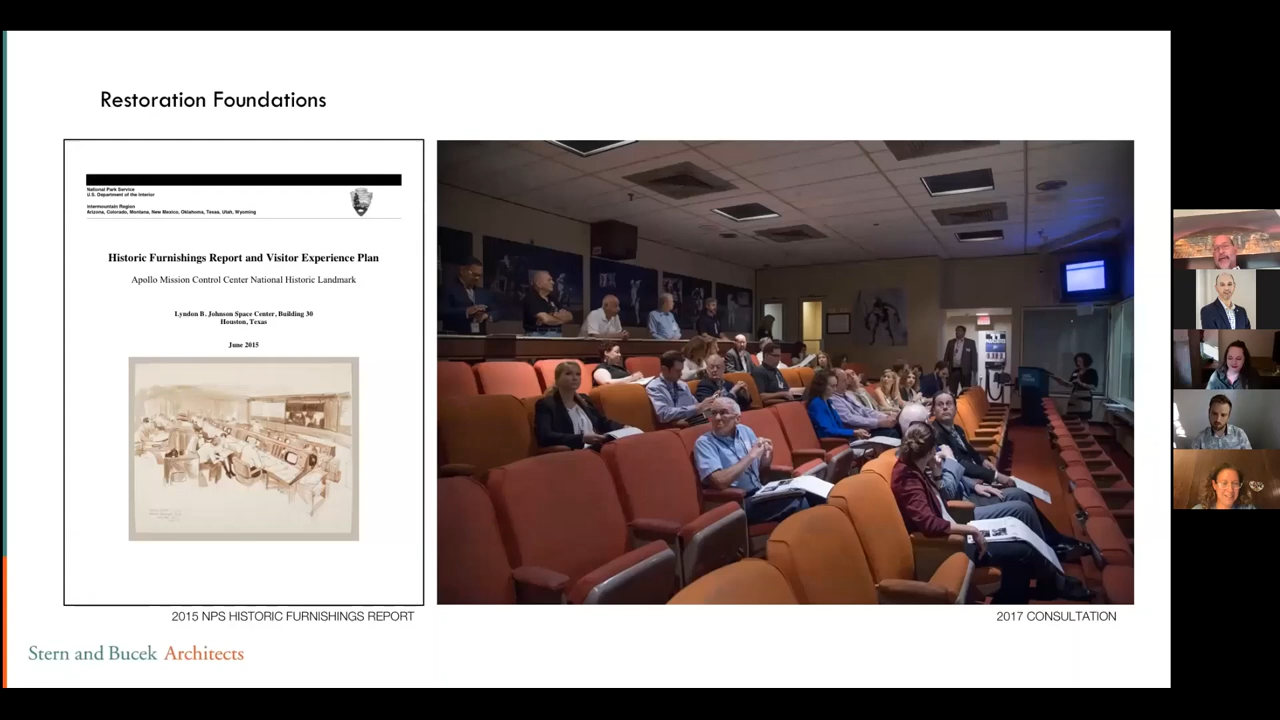 Restoration Foundations
National Park Service
U.S. Department of the Interior
Intermountain Region
Arizona, Colorado, Montana, New Mexico, Oklahoma, Texas, Utah, Wyoming
Historic Furnishings Report and Visitor Experience Plan
Apollo Mission Control Center National Historic Landmark
Lyndon B. Johnson Space Center, Building 30
Houston, Texas
June 2015
2015 NPS HISTORIC FURNISHINGS REPORT
2017 CONSULTATION
Stern and Bucek Architects